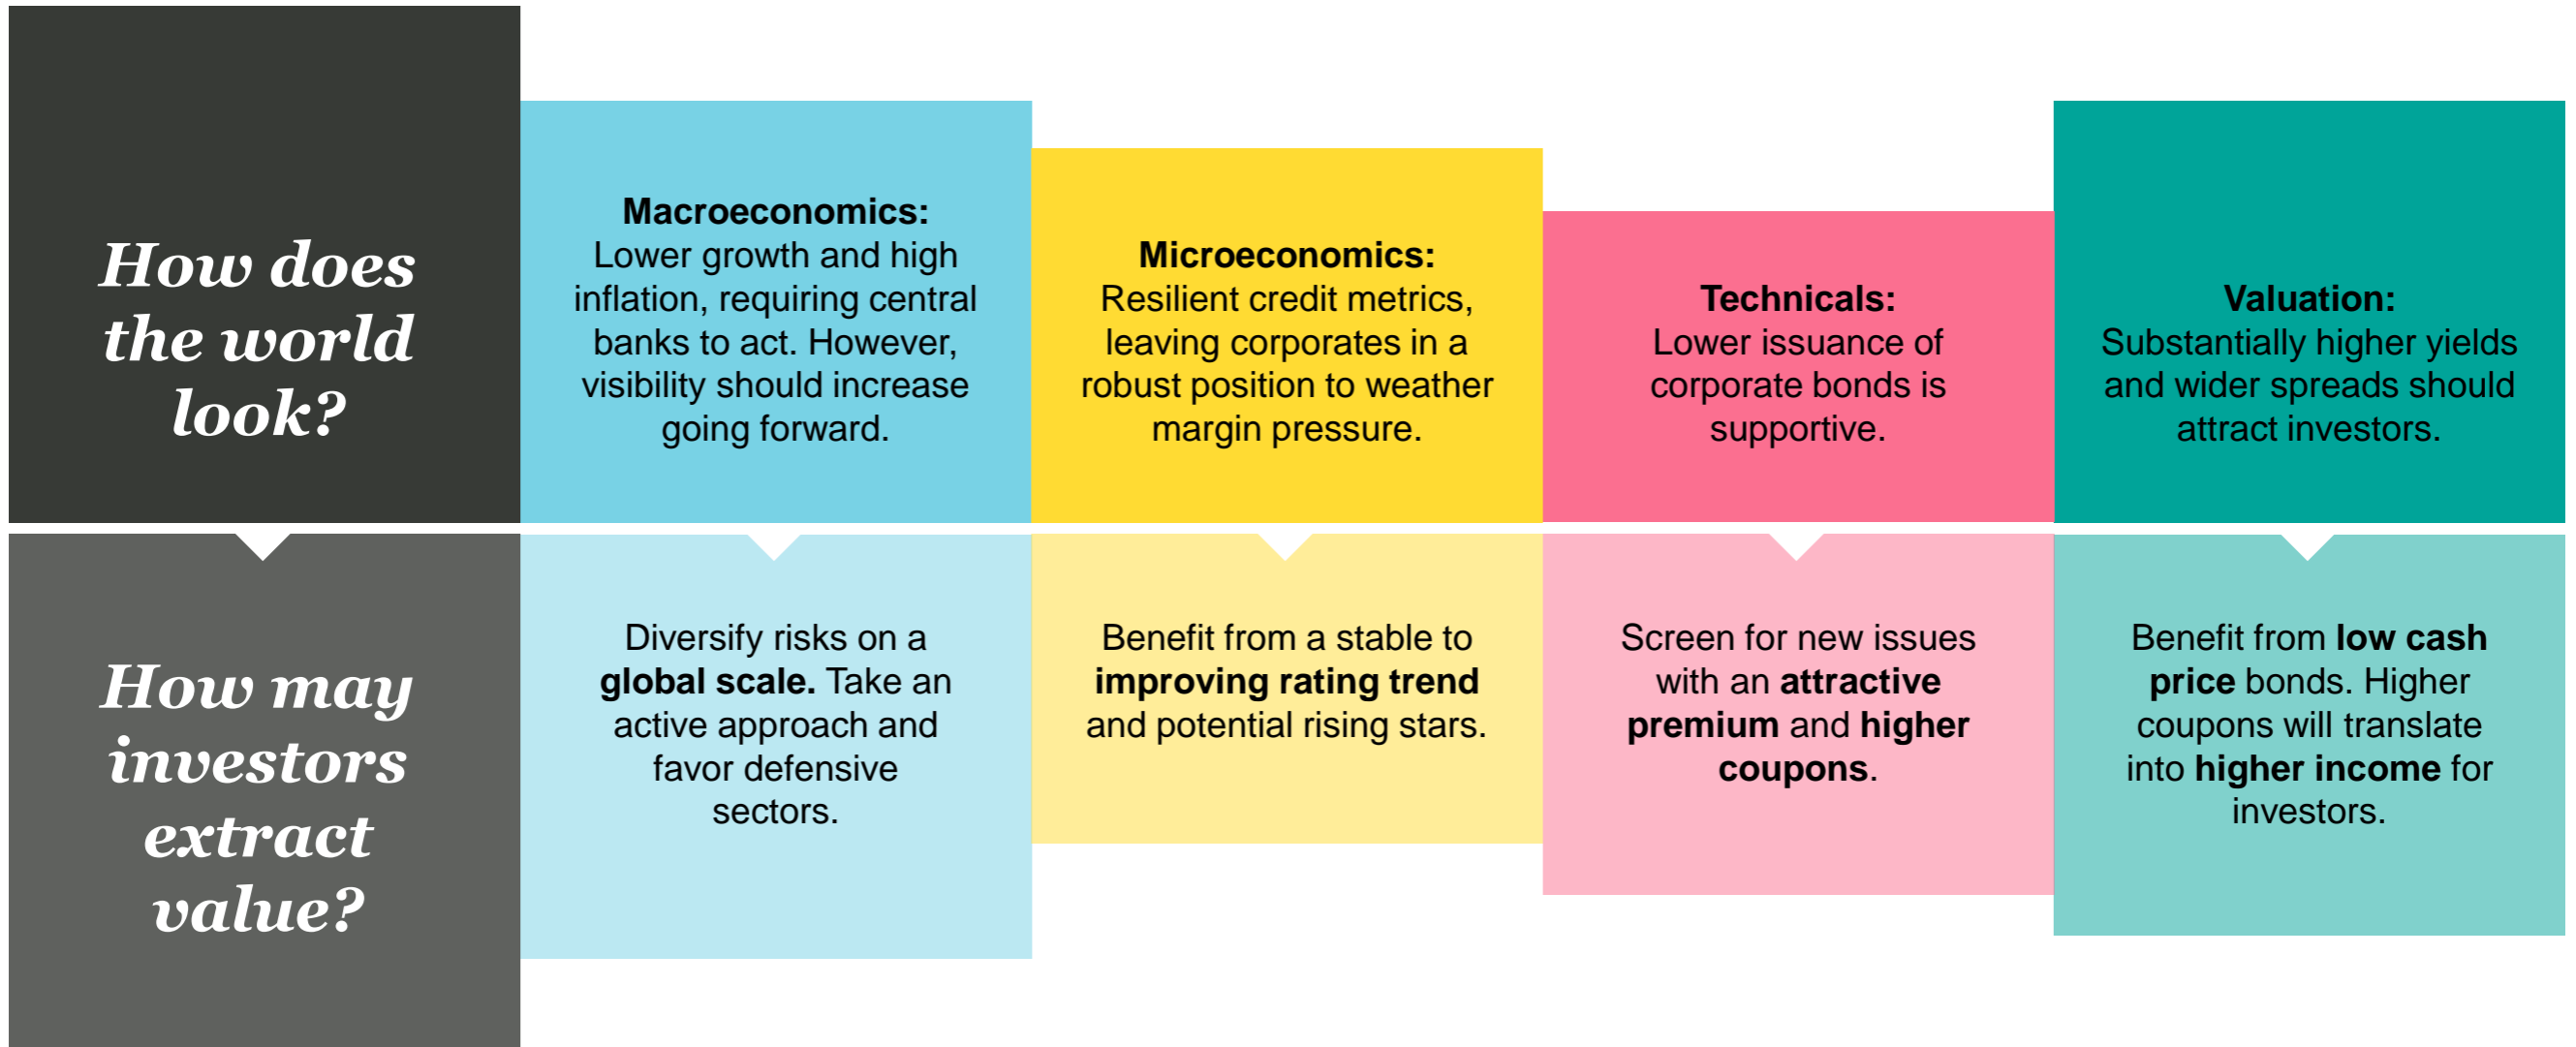 How does
the world
look?
Macroeconomics:
Lower growth and high
inflation, requiring central
banks to act. However,
visibility should increase
going forward.
Microeconomics:
Resilient credit metrics,
leaving corporates in a
robust position to weather
margin pressure.
Technicals:
Lower issuance of
corporate bonds is
supportive.
Valuation:
Substantially higher yields
and wider spreads should
attract investors.
How may
investors
extract
value?
Diversify risks on a
global scale. Take an
active approach and
favor defensive
sectors.
Benefit from a stable to
improving rating trend
and potential rising stars.
Screen for new issues
with an attractive
premium and higher
coupons.
Benefit from low cash
price bonds. Higher
coupons will translate
into higher income for
investors.